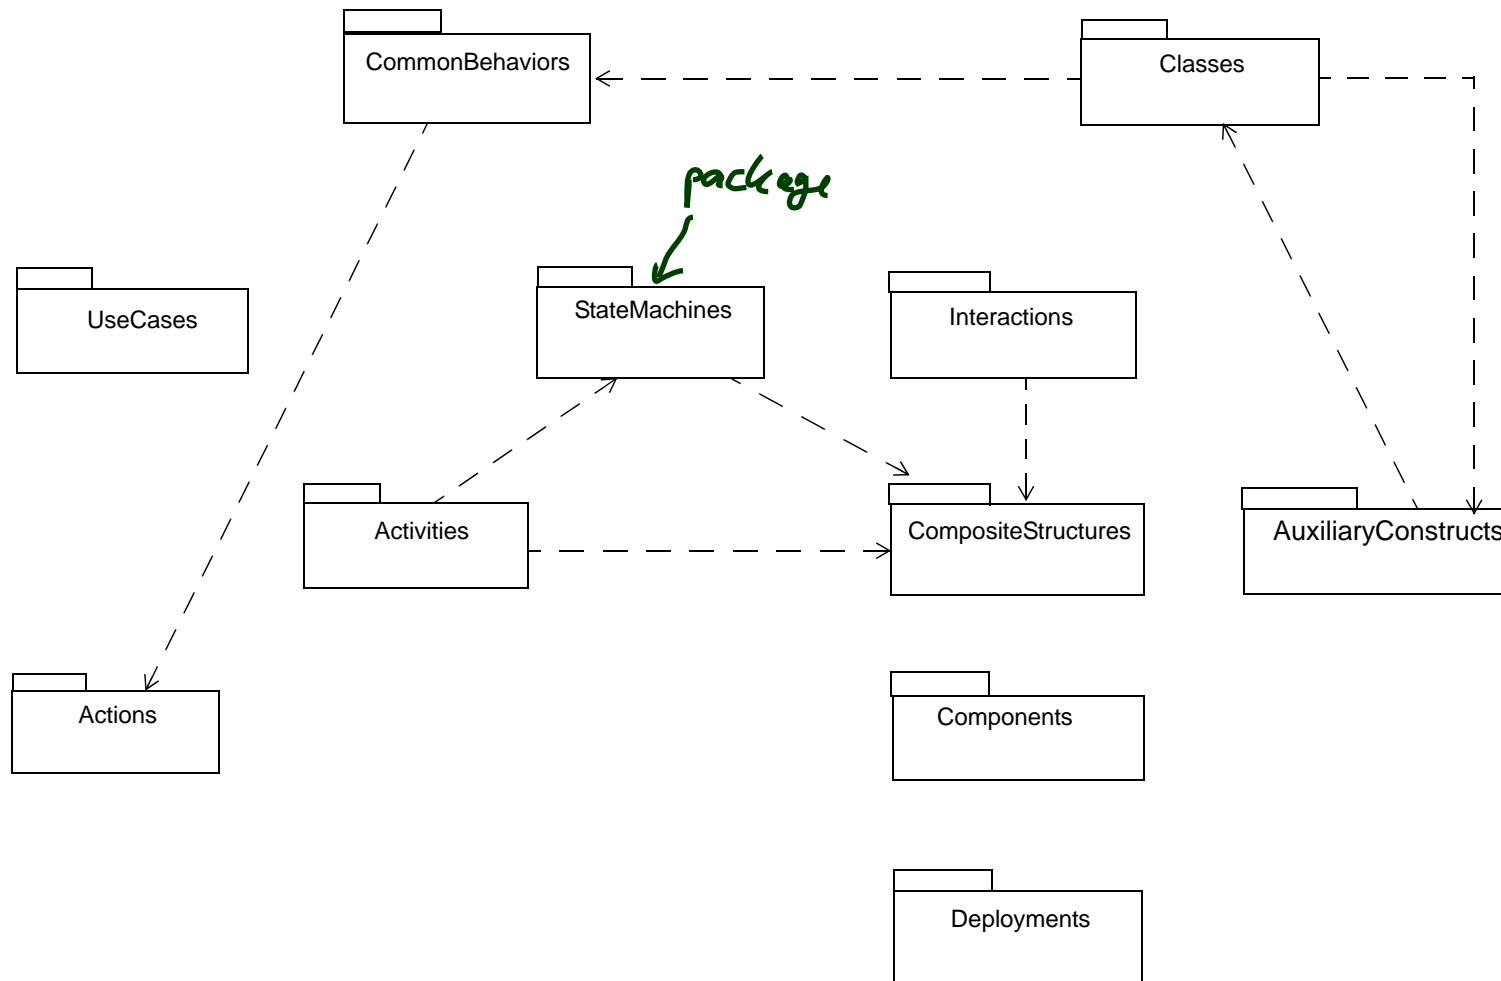 CommonBehaviors
Classes
package
UseCases
StateMachines
Interactions
Activities
CompositeStructures
AuxiliaryConstructs
Actions
Components
Deployments